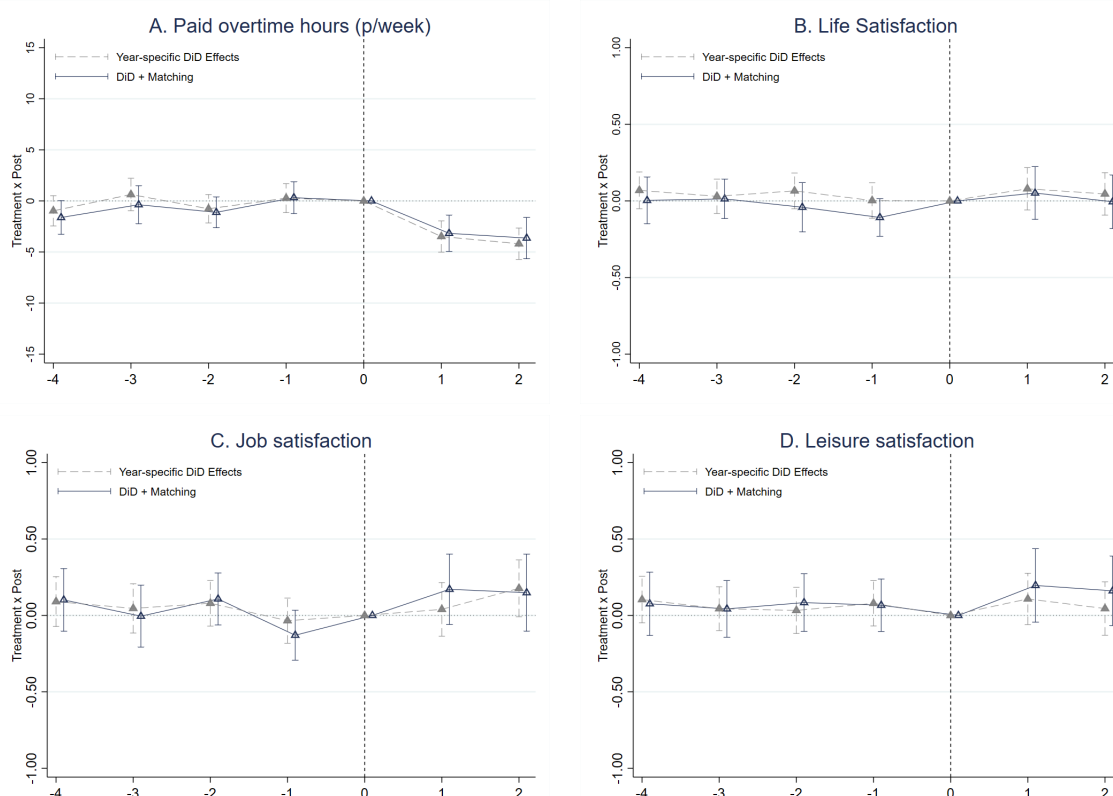 A. Paid overtime hours (p/week)
Year-specific DiD Effects
DiD + Matching
Treatment x Post
15
10
5
0
-5
-10
-15
-4 -3 -2 -1 0 1 2
B. Life Satisfaction
Year-specific DiD Effects
DiD + Matching
Treatment x Post
1.00
0.50
0.00
-0.50
-1.00
-4 -3 -2 -1 0 1 2
C. Job satisfaction
Year-specific DiD Effects
DiD + Matching
Treatment x Post
1.00
0.50
0.00
-0.50
-1.00
-4 -3 -2 -1 0 1 2
D. Leisure satisfaction
Year-specific DiD Effects
DiD + Matching
Treatment x Post
1.00
0.50
0.00
-0.50
-1.00
-4 -3 -2 -1 0 1 2